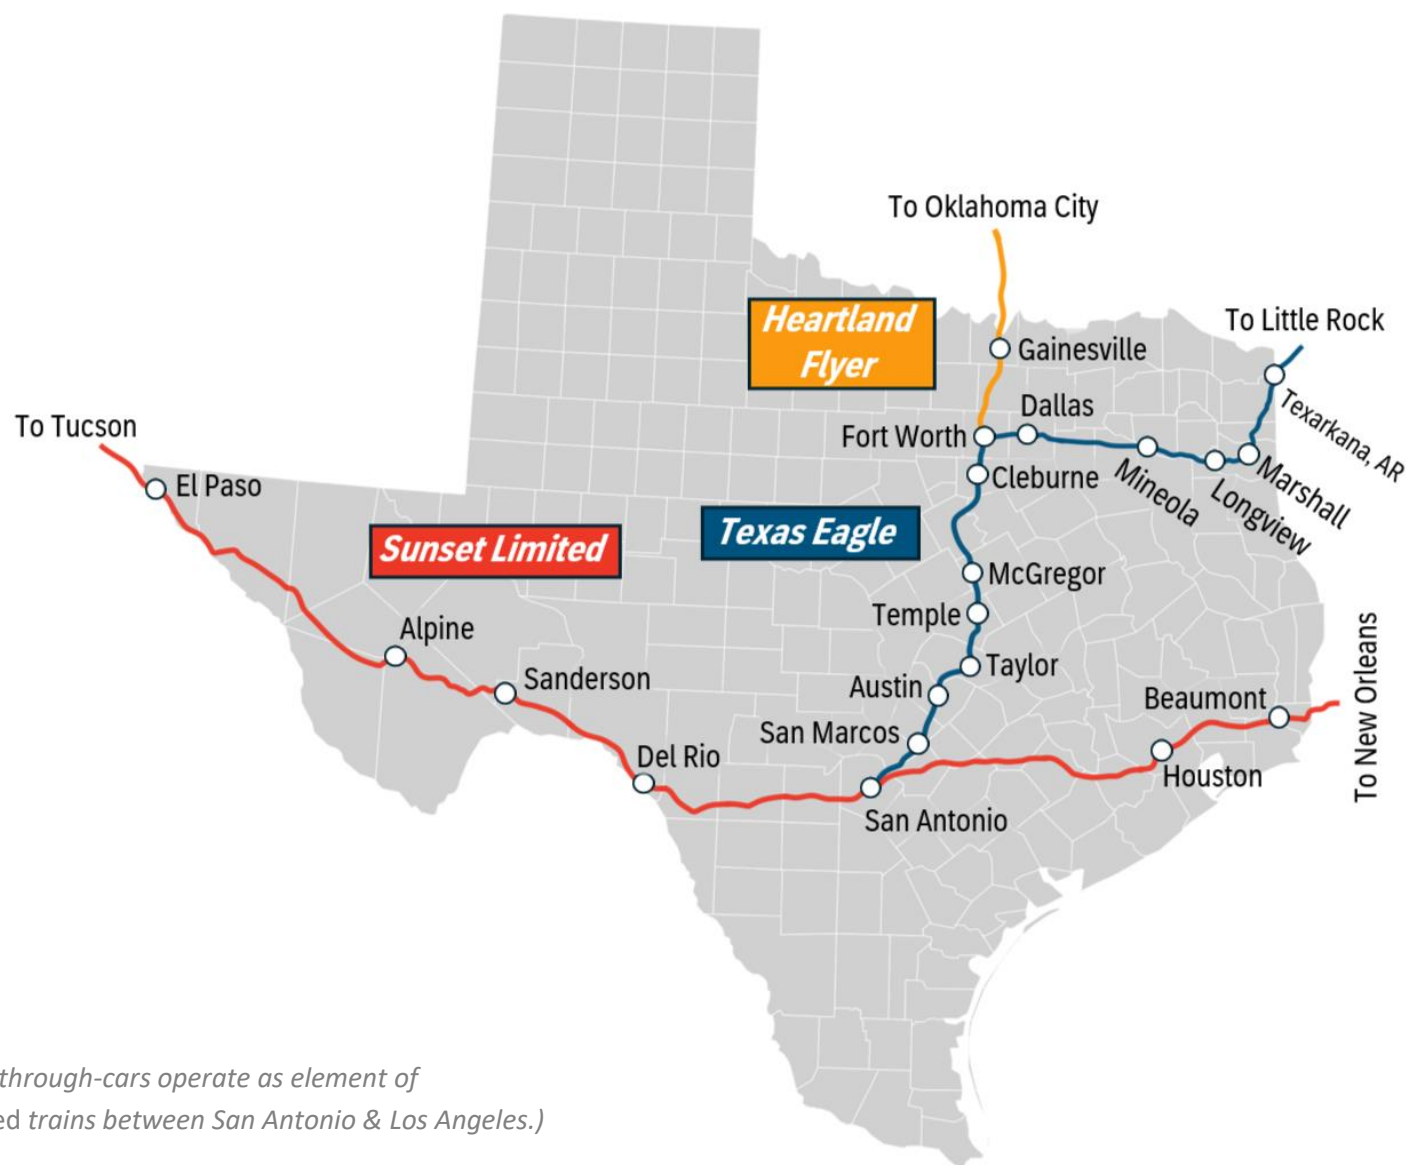 To Oklahoma City
Heartland
Flyer
To Little Rock
Gainesville
Texarkana, AR
Dallas
Fort Worth
To Tucson
Cleburne
Mineola
Longview
Marshall
El Paso
Sunset Limited
Texas Eagle
McGregor
Temple
Alpine
Taylor
Sanderson
Austin
Beaumont
San Marcos
To New Orleans
Del Rio
Houston
San Antonio
through-cars operate as element of
ed trains between San Antonio & Los Angeles.)